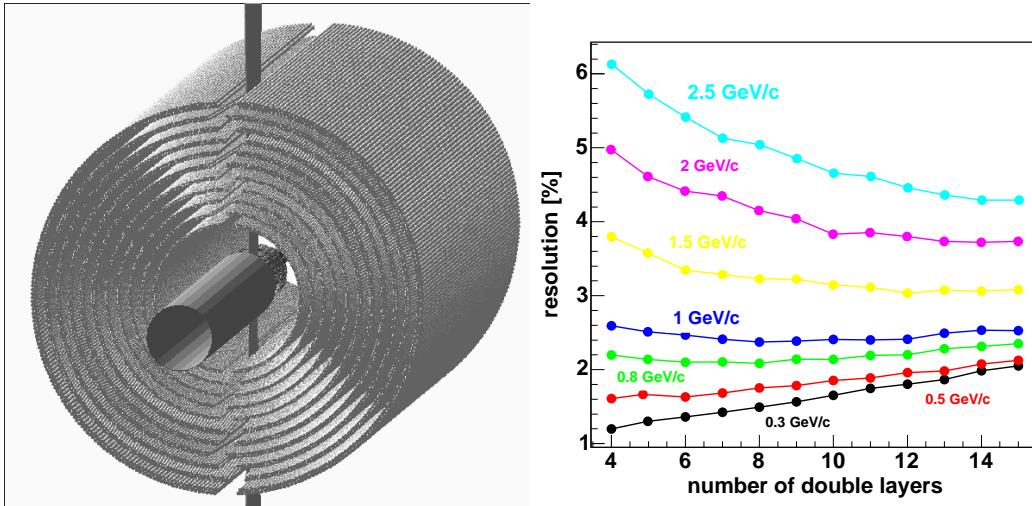 resolution [%]
6
5
4
3
2
1
2.5 GeV/c
2 GeV/c
1.5 GeV/c
1 GeV/c
0.8 GeV/c
0.5 GeV/c
0.3 GeV/c
4 6 8 10 12 14
number of double layers